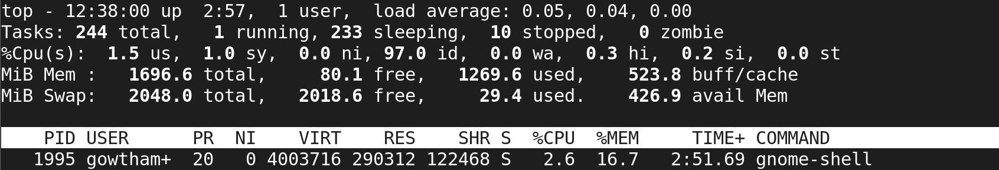 top - 12:38:00 up  2:57,  1 user,  load average: 0.05, 0.04, 0.00
Tasks: 244 total,   1 running, 233 sleeping,  10 stopped,   0 zombie
%Cpu(s):  1.5 us,  1.0 sy,  0.0 ni, 97.0 id,  0.0 wa,  0.3 hi,  0.2 si,  0.0 st
MiB Mem :   1696.6 total,     80.1 free,   1269.6 used,    523.8 buff/cache
MiB Swap:   2048.0 total,   2018.6 free,     29.4 used.    426.9 avail Mem
    PID USER      PR  NI    VIRT    RES    SHR S  %CPU  %MEM     TIME+ COMMAND
   1995 gowtham+  20   0 4003716 290312 122468 S   2.6  16.7   2:51.69 gnome-shell